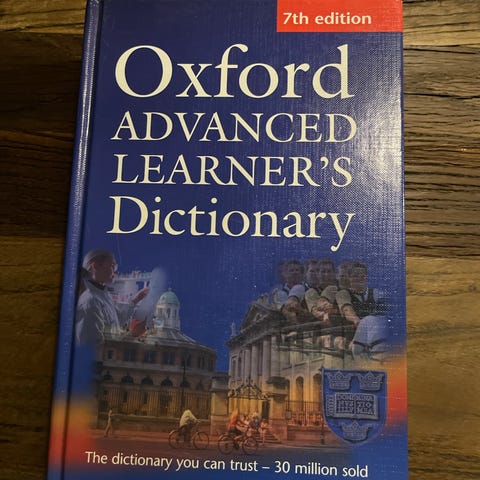 7th edition
Oxford
ADVANCED
LEARNER'S
Dictionary
The dictionary you can trust – 30 million sold